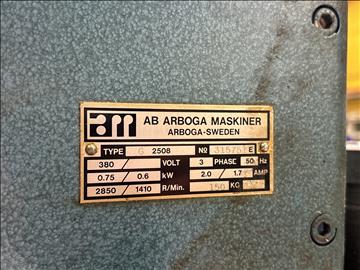 AB ARBOGA MASKINER
ARBOGA-SWEDEN
TYPE G 2508 No E
380/ VOLT 3 PHASE 50 Hz
0.75 / 0.6 kW 2.0 / 1.7 AMP
2850 / 1410 R/Min. 150 KG